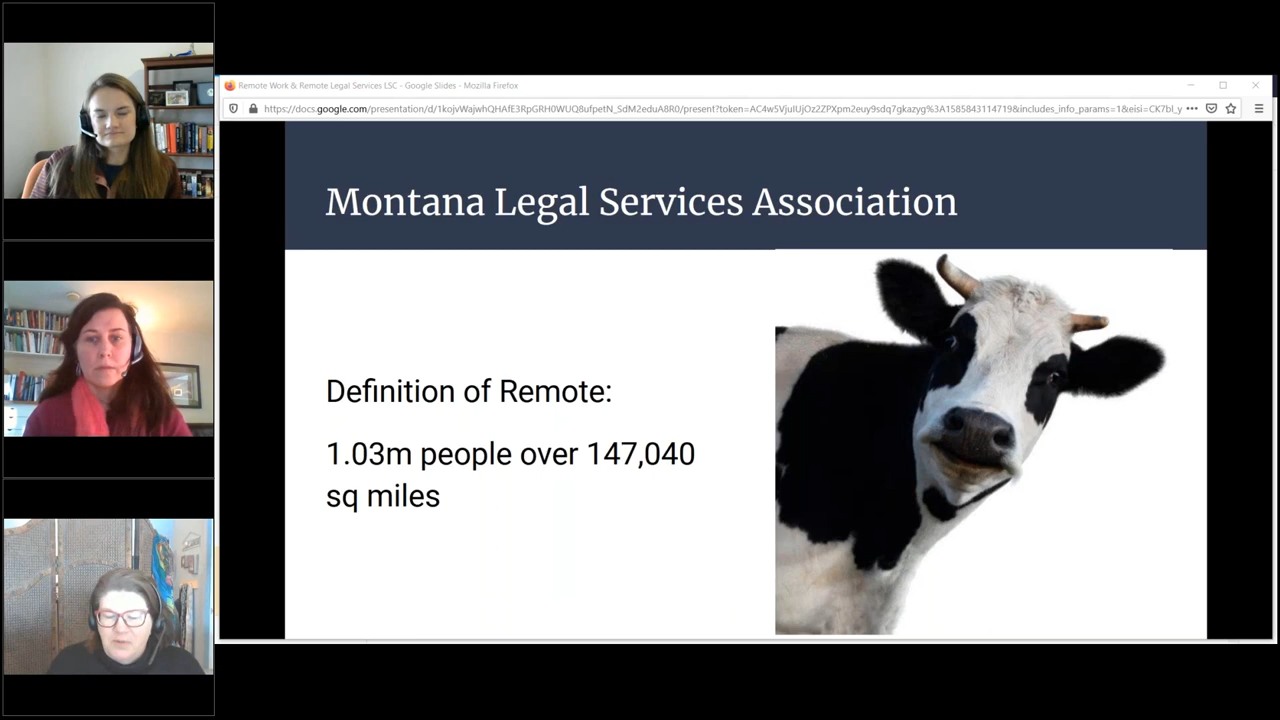 Remote Work & Remote Legal Services LSC - Google Slides - Mozilla Firefox
Montana Legal Services Association
Definition of Remote:
1.03m people over 147,040
sq miles